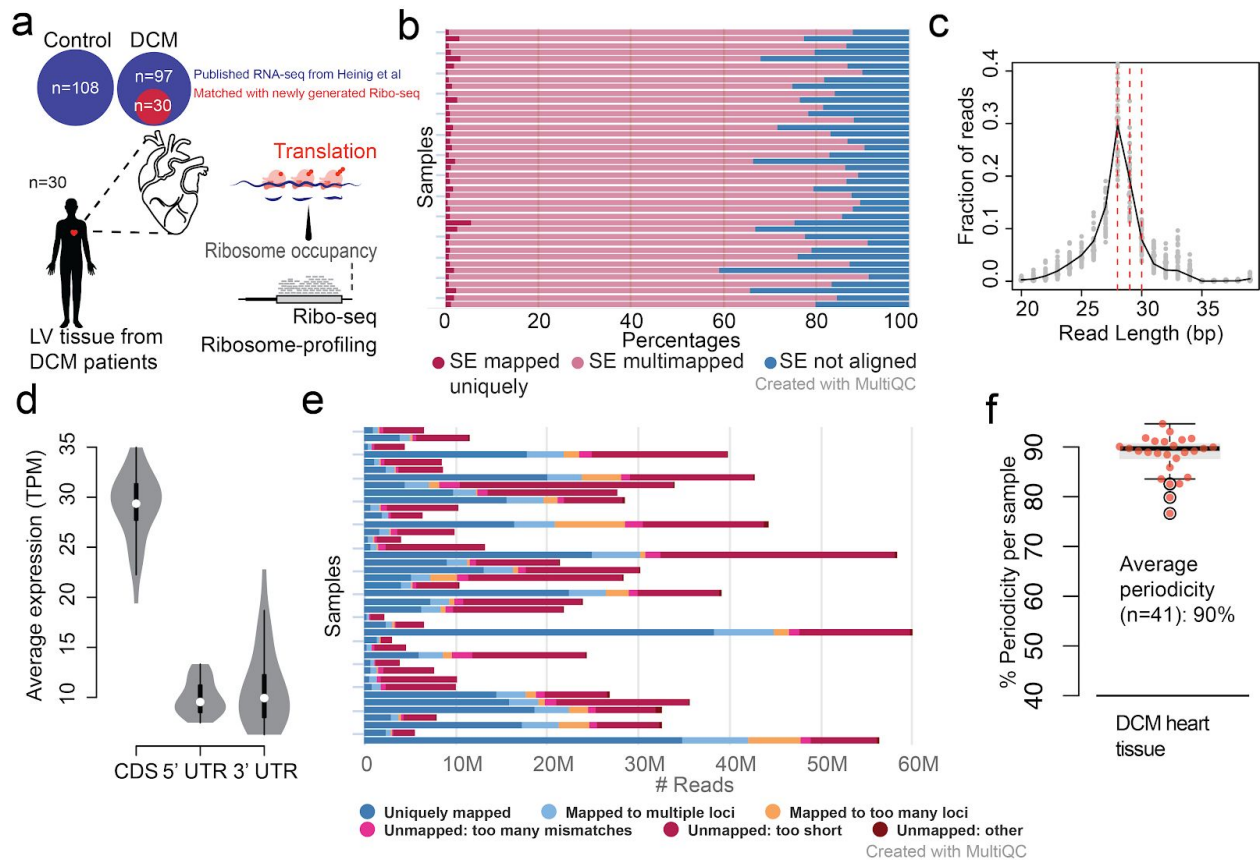 a
Control
DCM
n=108
n=97
n=30
Published RNA-seq from Heinig et al
Matched with newly generated Ribo-seq
n=30
LV tissue from
DCM patients
Translation
Ribosome occupancy
Ribo-seq
Ribosome-profiling
b
Samples
0 20 40 60 80 100
Percentages
SE mapped
uniquely
SE multimapped
SE not aligned
Created with MultiQC
c
Fraction of reads
0.4
0.3
0.2
0.1
0.0
20 25 30 35
Read Length (bp)
d
Average expression (TPM)
35
30
25
20
15
10
CDS 5' UTR 3' UTR
e
Samples
0 10M 20M 30M 40M 50M 60M
# Reads
Uniquely mapped
Mapped to multiple loci
Mapped to too many loci
Unmapped: too many mismatches
Unmapped: too short
Unmapped: other
Created with MultiQC
f
% Periodicity per sample
90
80
70
60
50
40
Average
periodicity
(n=41): 90%
DCM heart
tissue